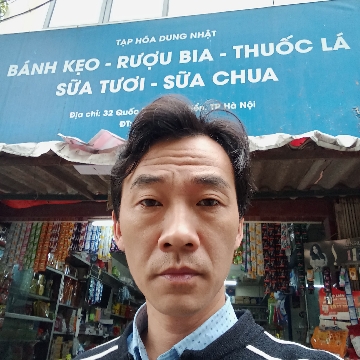 TẠP HÓA DUNG NHẬT
BÁNH KẸO - RƯỢU BIA - THUỐC LÁ
SỮA TƯƠI - SỮA CHUA
Địa chỉ: 32 Quốc TP Hà Nội